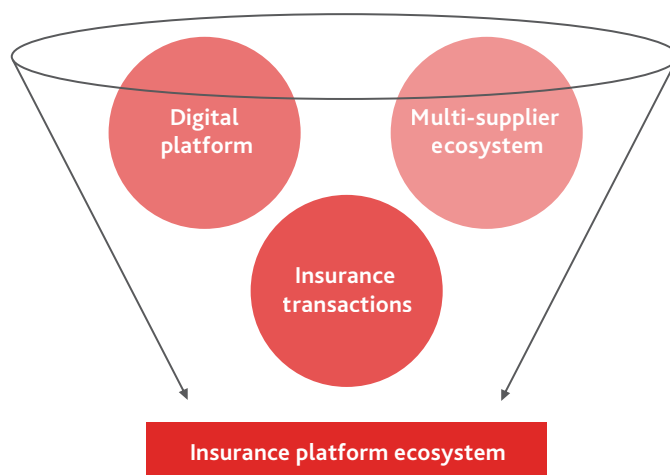 Digital
platform
Multi-supplier
ecosystem
Insurance
transactions
Insurance platform ecosystem